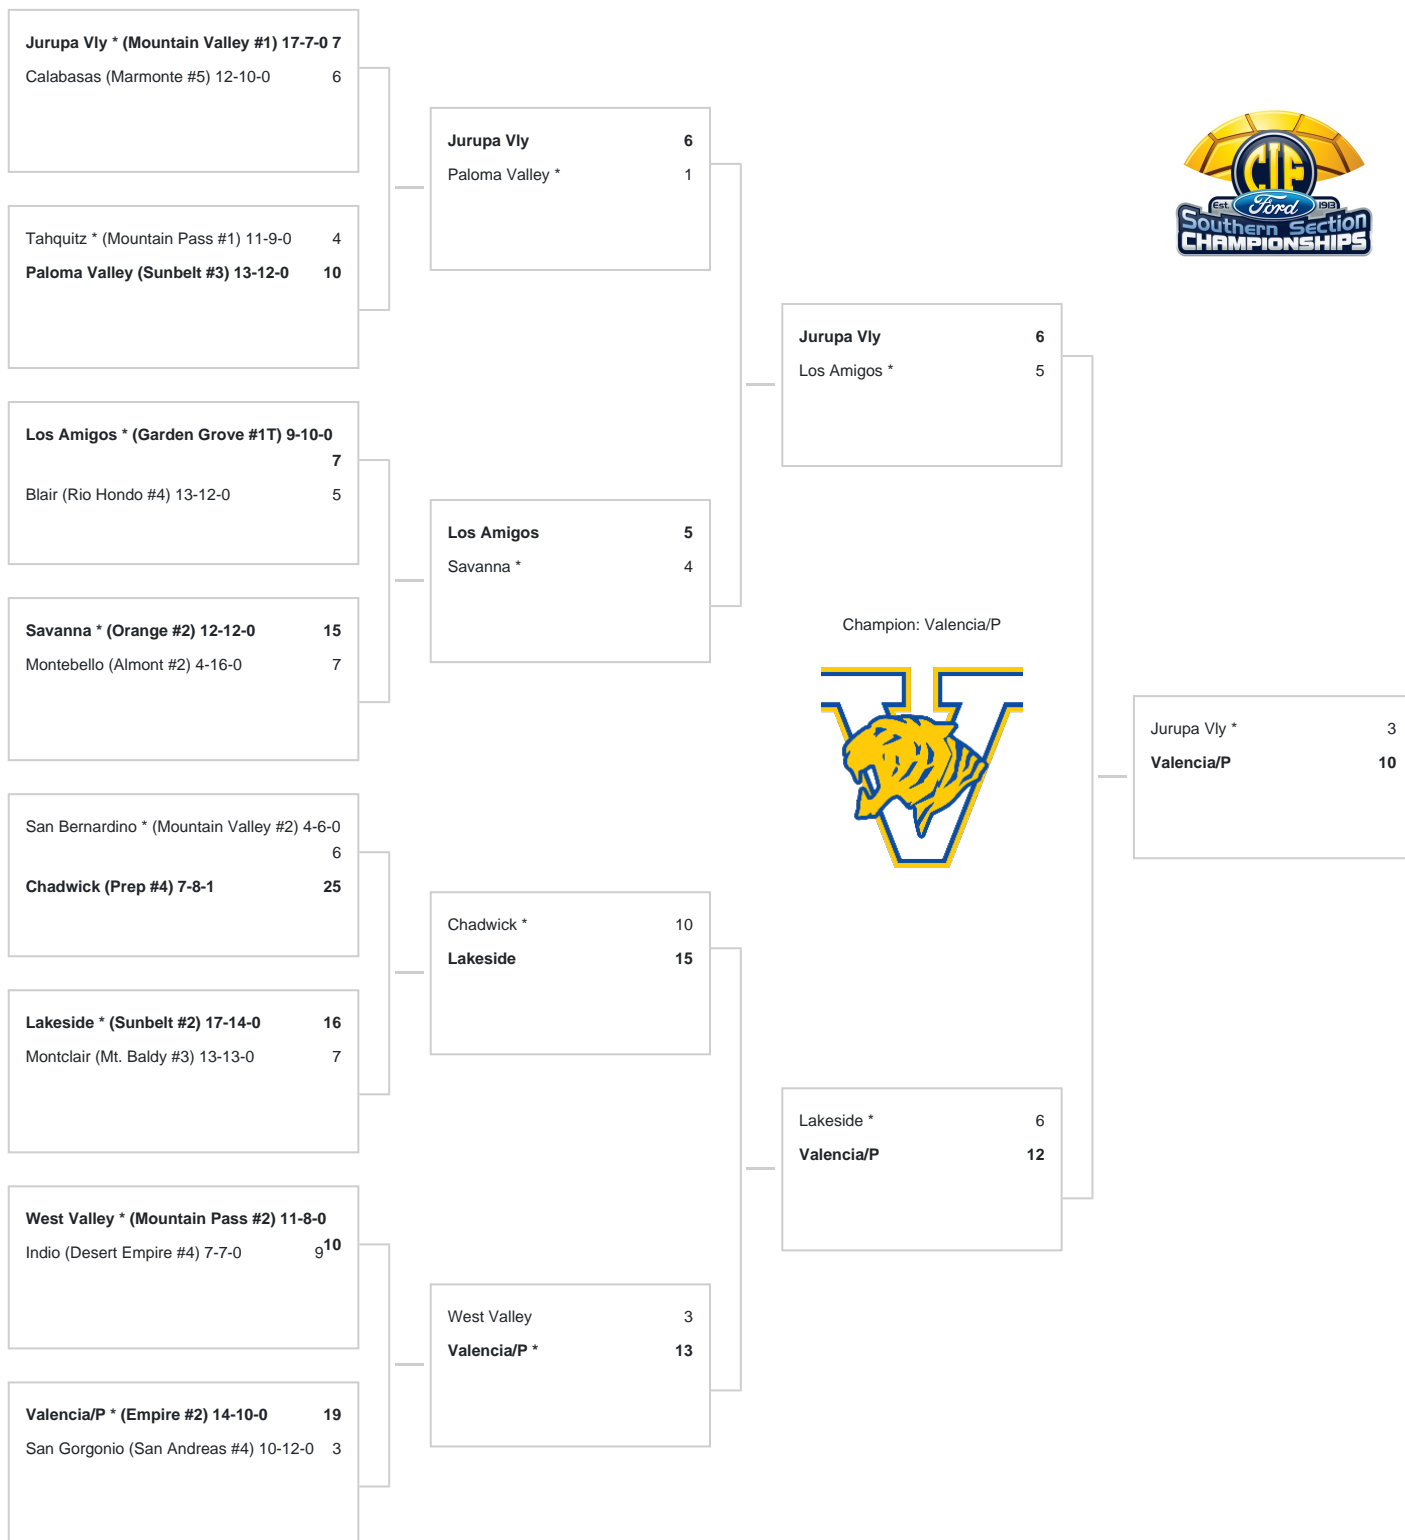 Jurupa Vly * (Mountain Valley #1) 17-7-0 7
Calabasas (Marmonte #5) 12-10-0 6
Tahquitz * (Mountain Pass #1) 11-9-0 4
Paloma Valley (Sunbelt #3) 13-12-0 10
Los Amigos * (Garden Grove #1T) 9-10-0
7
Blair (Rio Hondo #4) 13-12-0 5
Savanna * (Orange #2) 12-12-0 15
Montebello (Almont #2) 4-16-0 7
San Bernardino * (Mountain Valley #2) 4-6-0
6
Chadwick (Prep #4) 7-8-1 25
Lakeside * (Sunbelt #2) 17-14-0 16
Montclair (Mt. Baldy #3) 13-13-0 7
West Valley * (Mountain Pass #2) 11-8-0
10
Indio (Desert Empire #4) 7-7-0 9
Valencia/P * (Empire #2) 14-10-0 19
San Gorgonio (San Andreas #4) 10-12-0 3
Jurupa Vly 6
Paloma Valley * 1
Los Amigos 5
Savanna * 4
Chadwick * 10
Lakeside 15
West Valley 3
Valencia/P * 13
Jurupa Vly 6
Los Amigos * 5
Lakeside * 6
Valencia/P 12
Champion: Valencia/P
V
Jurupa Vly * 3
Valencia/P 10
CIF
Est. Ford 1913
Southern Section
CHAMPIONSHIPS